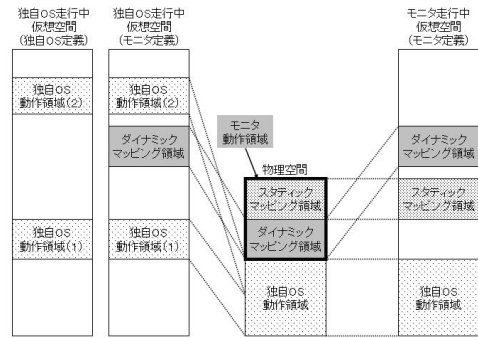 独自OS走行中
仮想空間
(独自OS定義)
独自OS走行中
仮想空間
(モニタ定義)
モニタ走行中
仮想空間
(モニタ定義)
独自OS
動作領域(2)
独自OS
動作領域(2)
モニタ
動作領域
ダイナミック
マッピング領域
ダイナミック
マッピング領域
物理空間
スタティック
マッピング領域
スタティック
マッピング領域
独自OS
動作領域(1)
独自OS
動作領域(1)
ダイナミック
マッピング領域
独自OS
動作領域
独自OS
動作領域